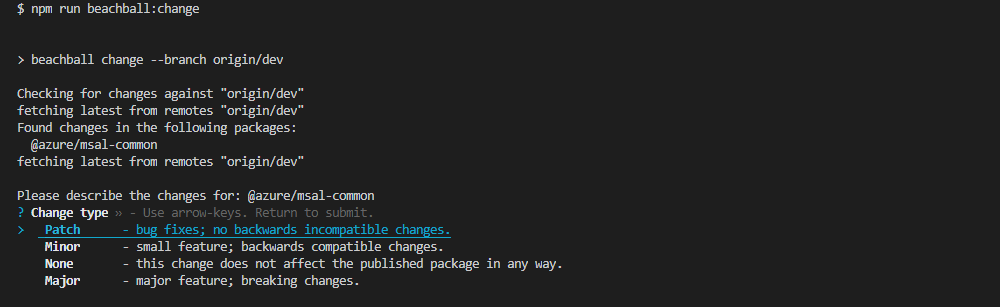 $ npm run beachball:change
> beachball change --branch origin/dev
Checking for changes against "origin/dev"
fetching latest from remotes "origin/dev"
Found changes in the following packages:
@azure/msal-common
fetching latest from remotes "origin/dev"
Please describe the changes for: @azure/msal-common
? Change type » - Use arrow-keys. Return to submit.
> Patch - bug fixes; no backwards incompatible changes.
Minor - small feature; backwards compatible changes.
None - this change does not affect the published package in any way.
Major - major feature; breaking changes.